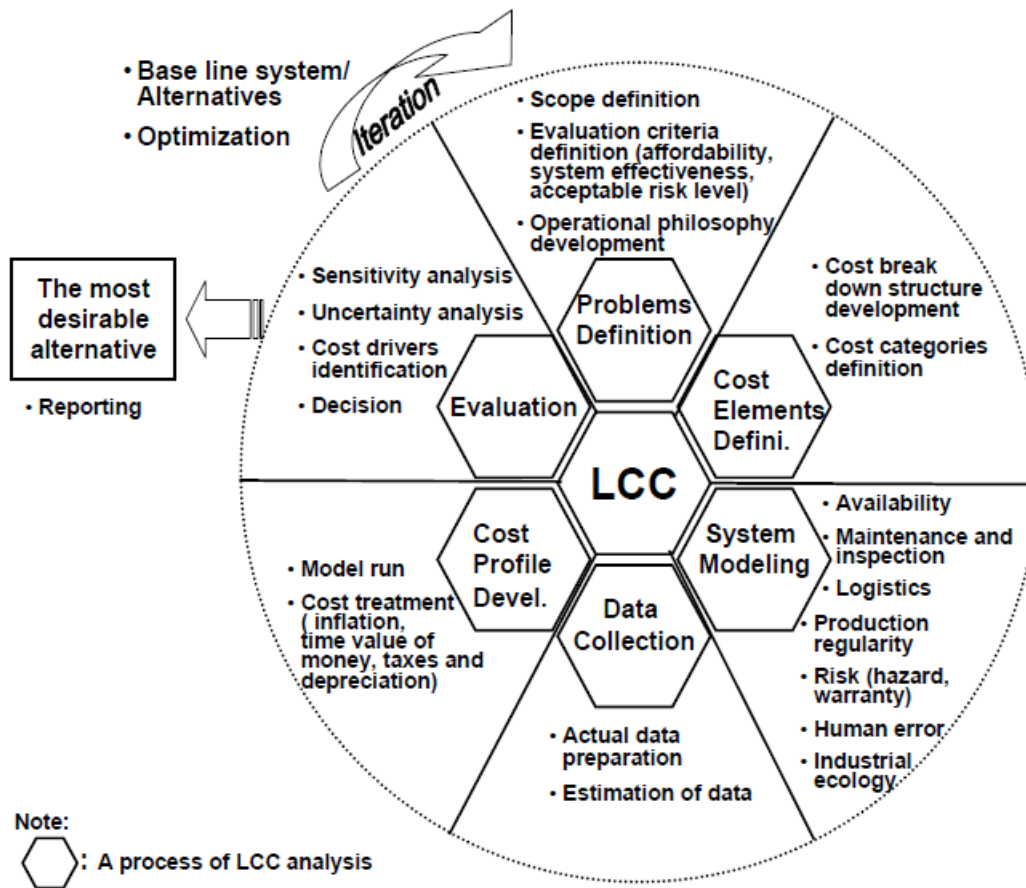 • Base line system/
Alternatives
• Optimization
Iteration
• Scope definition
• Evaluation criteria
definition (affordability,
system effectiveness,
acceptable risk level)
• Operational philosophy
development
Problems
Definition
• Cost break
down structure
development
• Cost categories
definition
Cost
Elements
Defini.
• Sensitivity analysis
• Uncertainty analysis
• Cost drivers
identification
• Decision
Evaluation
The most
desirable
alternative
• Reporting
LCC
• Availability
• Maintenance and
inspection
• Logistics
• Production
regularity
• Risk (hazard,
warranty)
• Human error
• Industrial
ecology
System
Modeling
Cost
Profile
Devel.
• Model run
• Cost treatment
( inflation,
time value of
money, taxes and
depreciation)
Data
Collection
• Actual data
preparation
• Estimation of data
Note:
: A process of LCC analysis